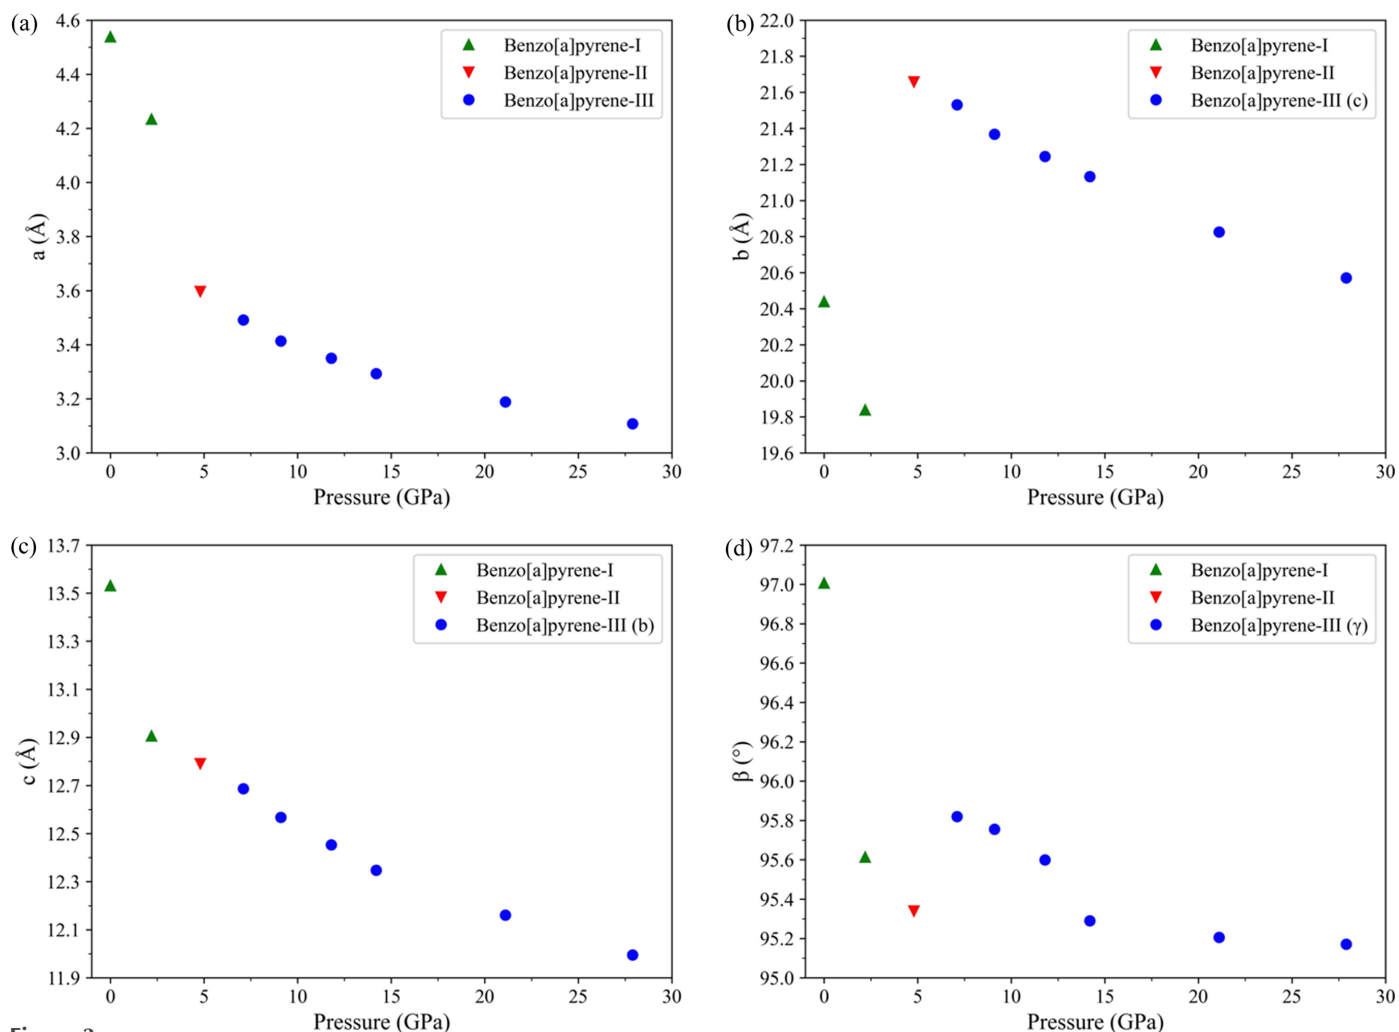 (a)
4.6
4.4
4.2
4.0
3.8
3.6
3.4
3.2
3.0
a (Å)
0 5 10 15 20 25 30
Pressure (GPa)
Benzo[a]pyrene-I
Benzo[a]pyrene-II
Benzo[a]pyrene-III
(b)
22.0
21.8
21.6
21.4
21.2
21.0
20.8
20.6
20.4
20.2
20.0
19.8
19.6
b (Å)
0 5 10 15 20 25 30
Pressure (GPa)
Benzo[a]pyrene-I
Benzo[a]pyrene-II
Benzo[a]pyrene-III (c)
(c)
13.7
13.5
13.3
13.1
12.9
12.7
12.5
12.3
12.1
11.9
c (Å)
0 5 10 15 20 25 30
Pressure (GPa)
Benzo[a]pyrene-I
Benzo[a]pyrene-II
Benzo[a]pyrene-III (b)
(d)
97.2
97.0
96.8
96.6
96.4
96.2
96.0
95.8
95.6
95.4
95.2
95.0
β (°)
0 5 10 15 20 25 30
Pressure (GPa)
Benzo[a]pyrene-I
Benzo[a]pyrene-II
Benzo[a]pyrene-III (γ)